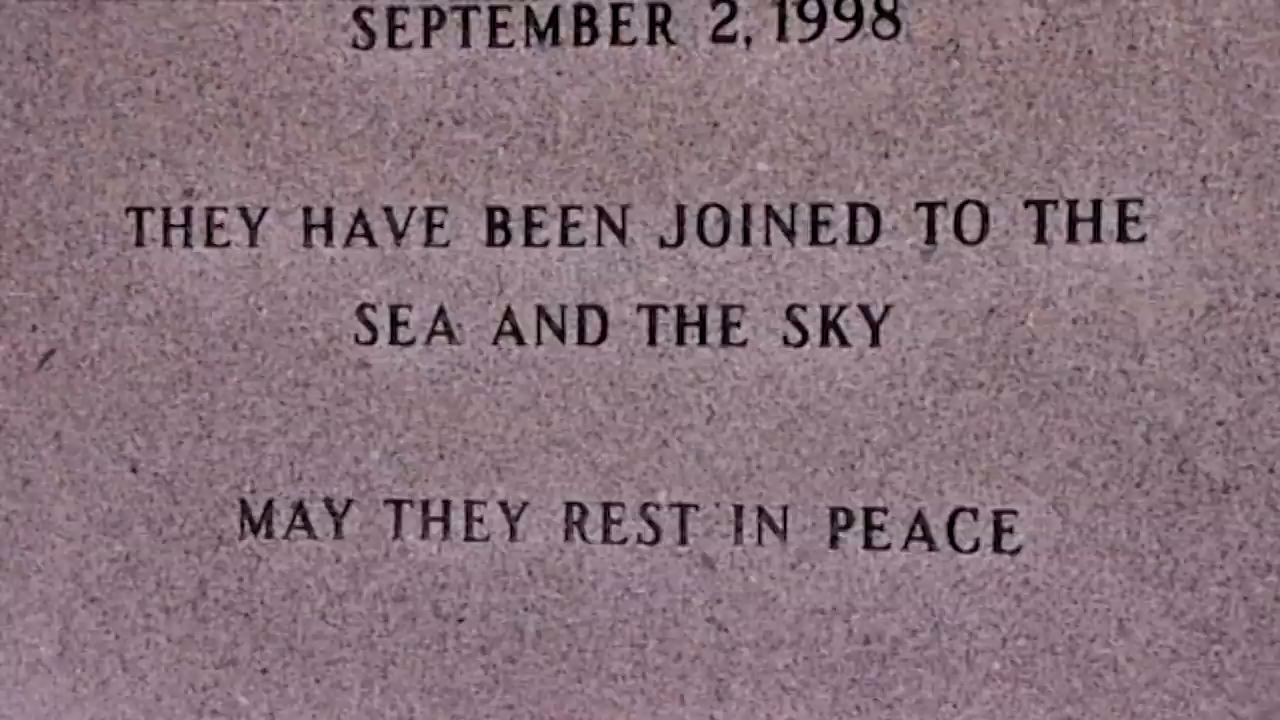 SEPTEMBER 2, 1998
THEY HAVE BEEN JOINED TO THE
SEA AND THE SKY
MAY THEY REST IN PEACE